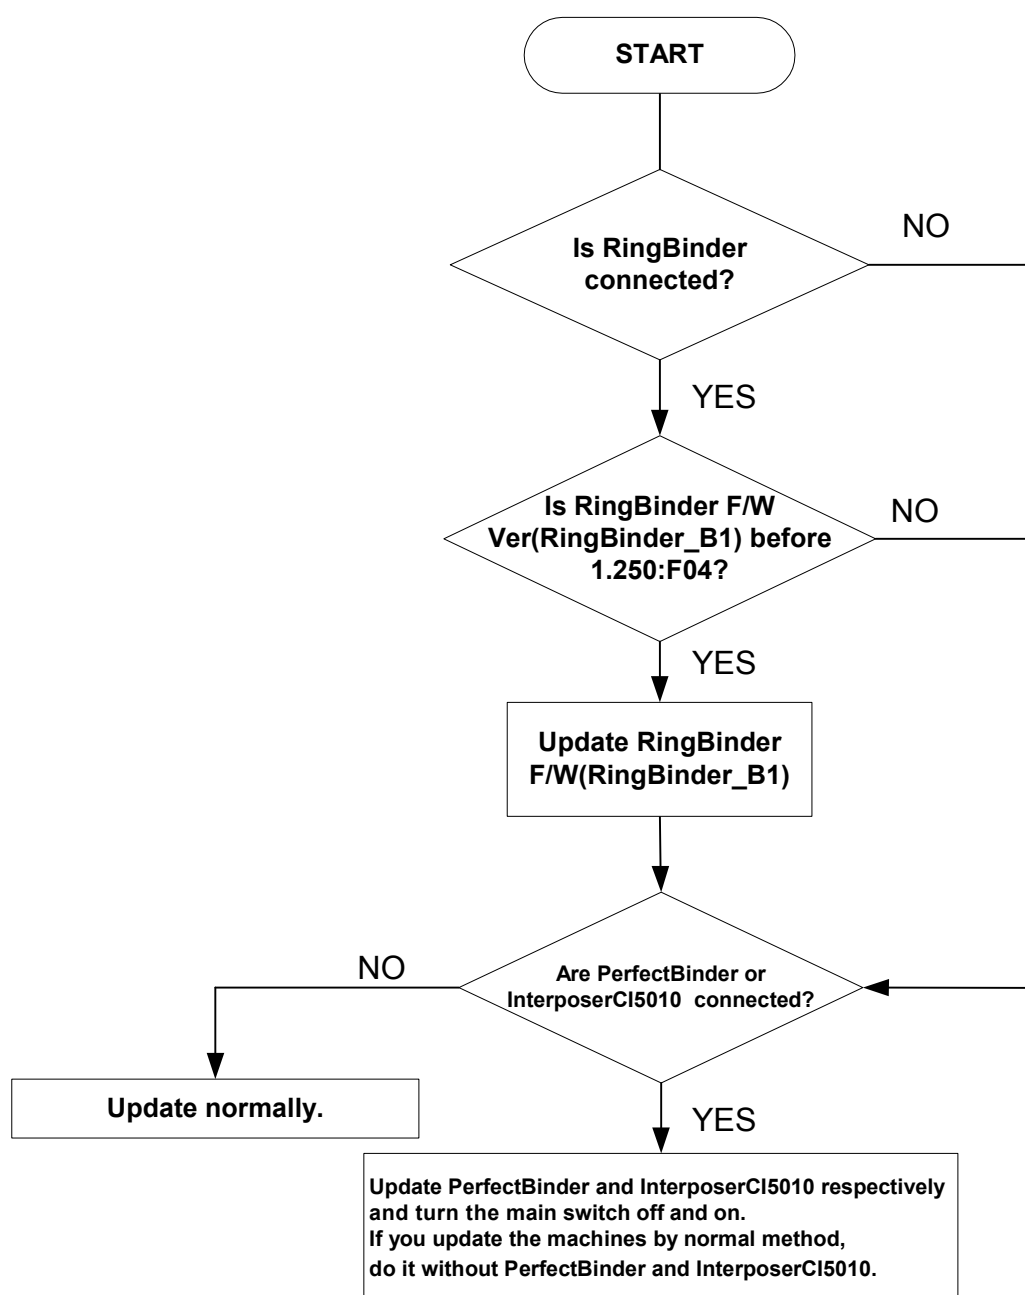 START
Is RingBinder
connected?
NO
YES
Is RingBinder F/W
Ver(RingBinder_B1) before
1.250:F04?
NO
YES
Update RingBinder
F/W(RingBinder_B1)
Are PerfectBinder or
InterposerCI5010 connected?
NO
Update normally.
YES
Update PerfectBinder and InterposerCI5010 respectively
and turn the main switch off and on.
If you update the machines by normal method,
do it without PerfectBinder and InterposerCI5010.